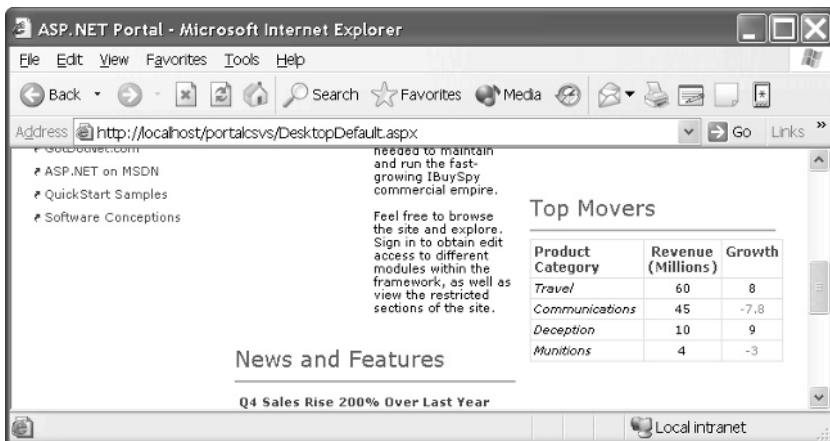 ASP.NET Portal - Microsoft Internet Explorer
File Edit View Favorites Tools Help
Back Search Favorites Media
Address http://localhost/portalcsvs/DesktopDefault.aspx Go Links »
GotDotNet.com
ASP.NET on MSDN
QuickStart Samples
Software Conceptions
needed to maintain
and run the fast-
growing IBuySpy
commercial empire.
Feel free to browse
the site and explore.
Sign in to obtain edit
access to different
modules within the
framework, as well as
view the restricted
sections of the site.
News and Features
Q4 Sales Rise 200% Over Last Year
Top Movers
Product Category Revenue (Millions) Growth
Travel 60 8
Communications 45 -7.8
Deception 10 9
Munitions 4 -3
Local intranet